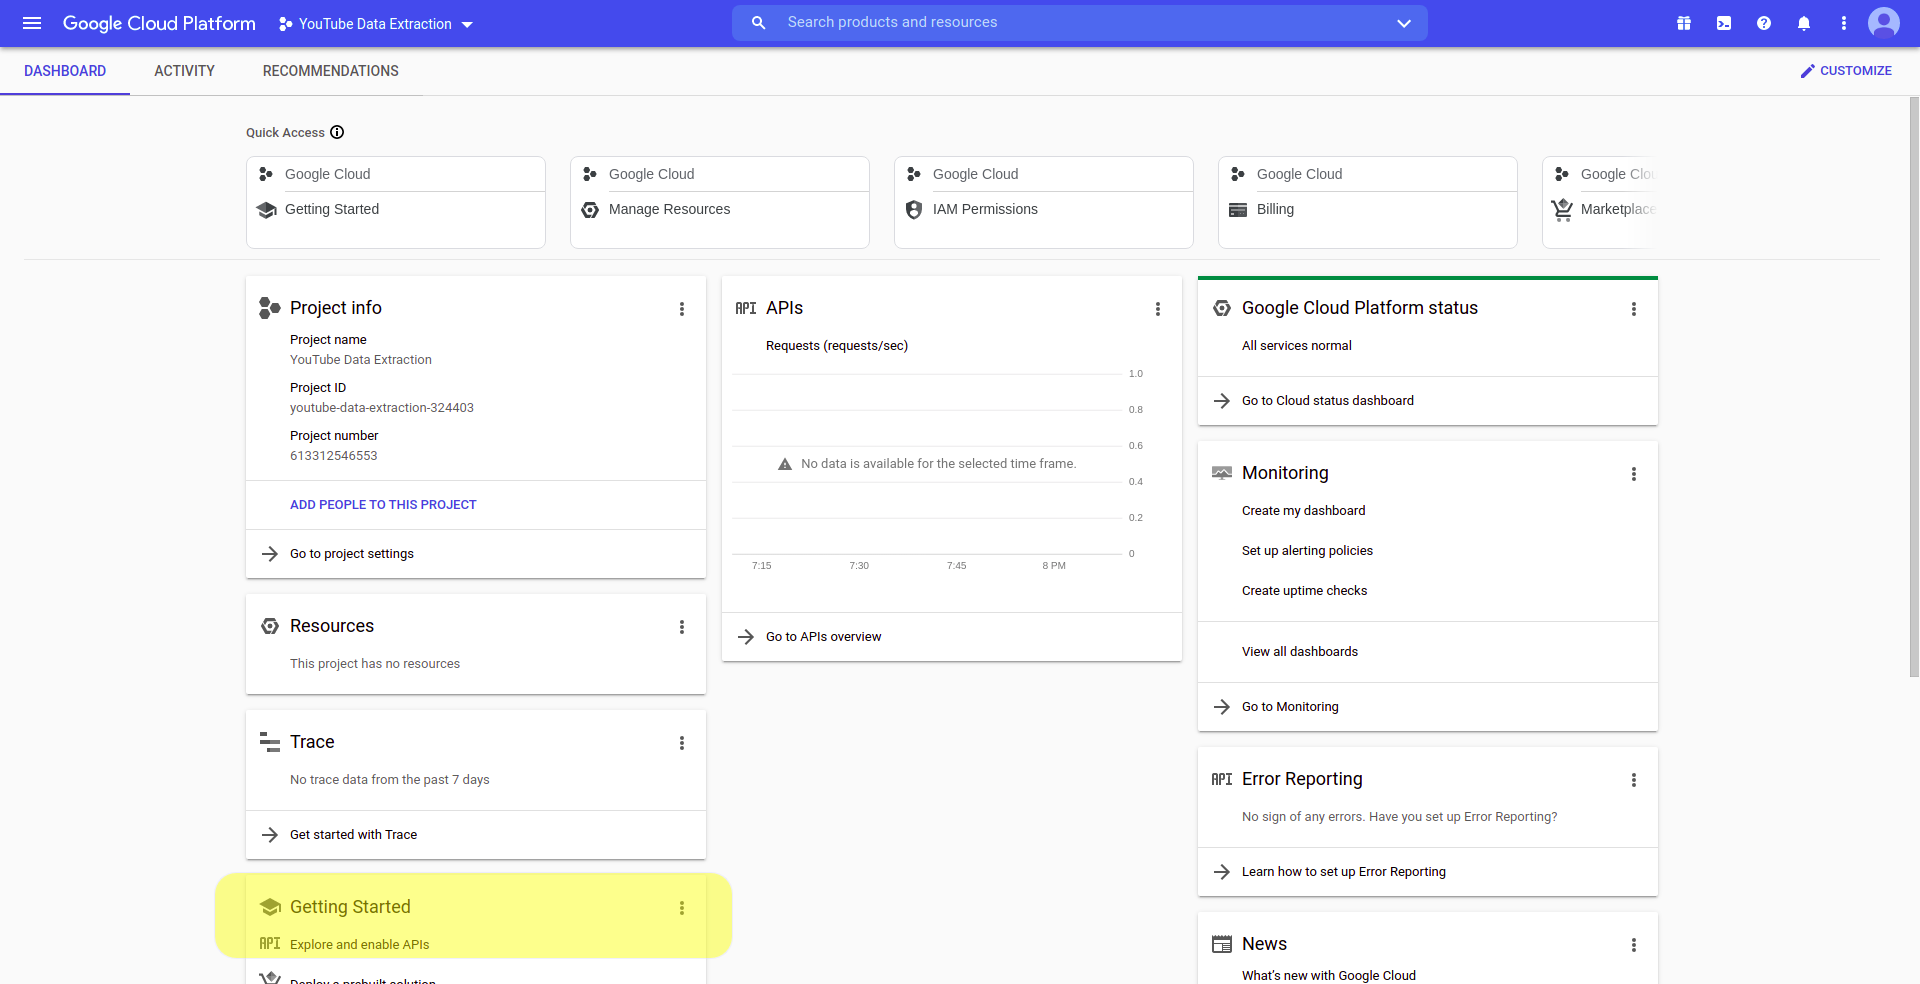 Google Cloud Platform
YouTube Data Extraction
Search products and resources
DASHBOARD
ACTIVITY
RECOMMENDATIONS
CUSTOMIZE
Quick Access
Google Cloud
Getting Started
Google Cloud
Manage Resources
Google Cloud
IAM Permissions
Google Cloud
Billing
Google Clou
Marketplace
Project info
Project name
YouTube Data Extraction
Project ID
youtube-data-extraction-324403
Project number
613312546553
ADD PEOPLE TO THIS PROJECT
Go to project settings
Resources
This project has no resources
Trace
No trace data from the past 7 days
Get started with Trace
Getting Started
API Explore and enable APIs
Deploy a prebuilt solution
API APIs
Requests (requests/sec)
1.0
0.8
0.6
No data is available for the selected time frame.
0.4
0.2
0
7:15 7:30 7:45 8 PM
Go to APIs overview
Google Cloud Platform status
All services normal
Go to Cloud status dashboard
Monitoring
Create my dashboard
Set up alerting policies
Create uptime checks
View all dashboards
Go to Monitoring
API Error Reporting
No sign of any errors. Have you set up Error Reporting?
Learn how to set up Error Reporting
News
What's new with Google Cloud